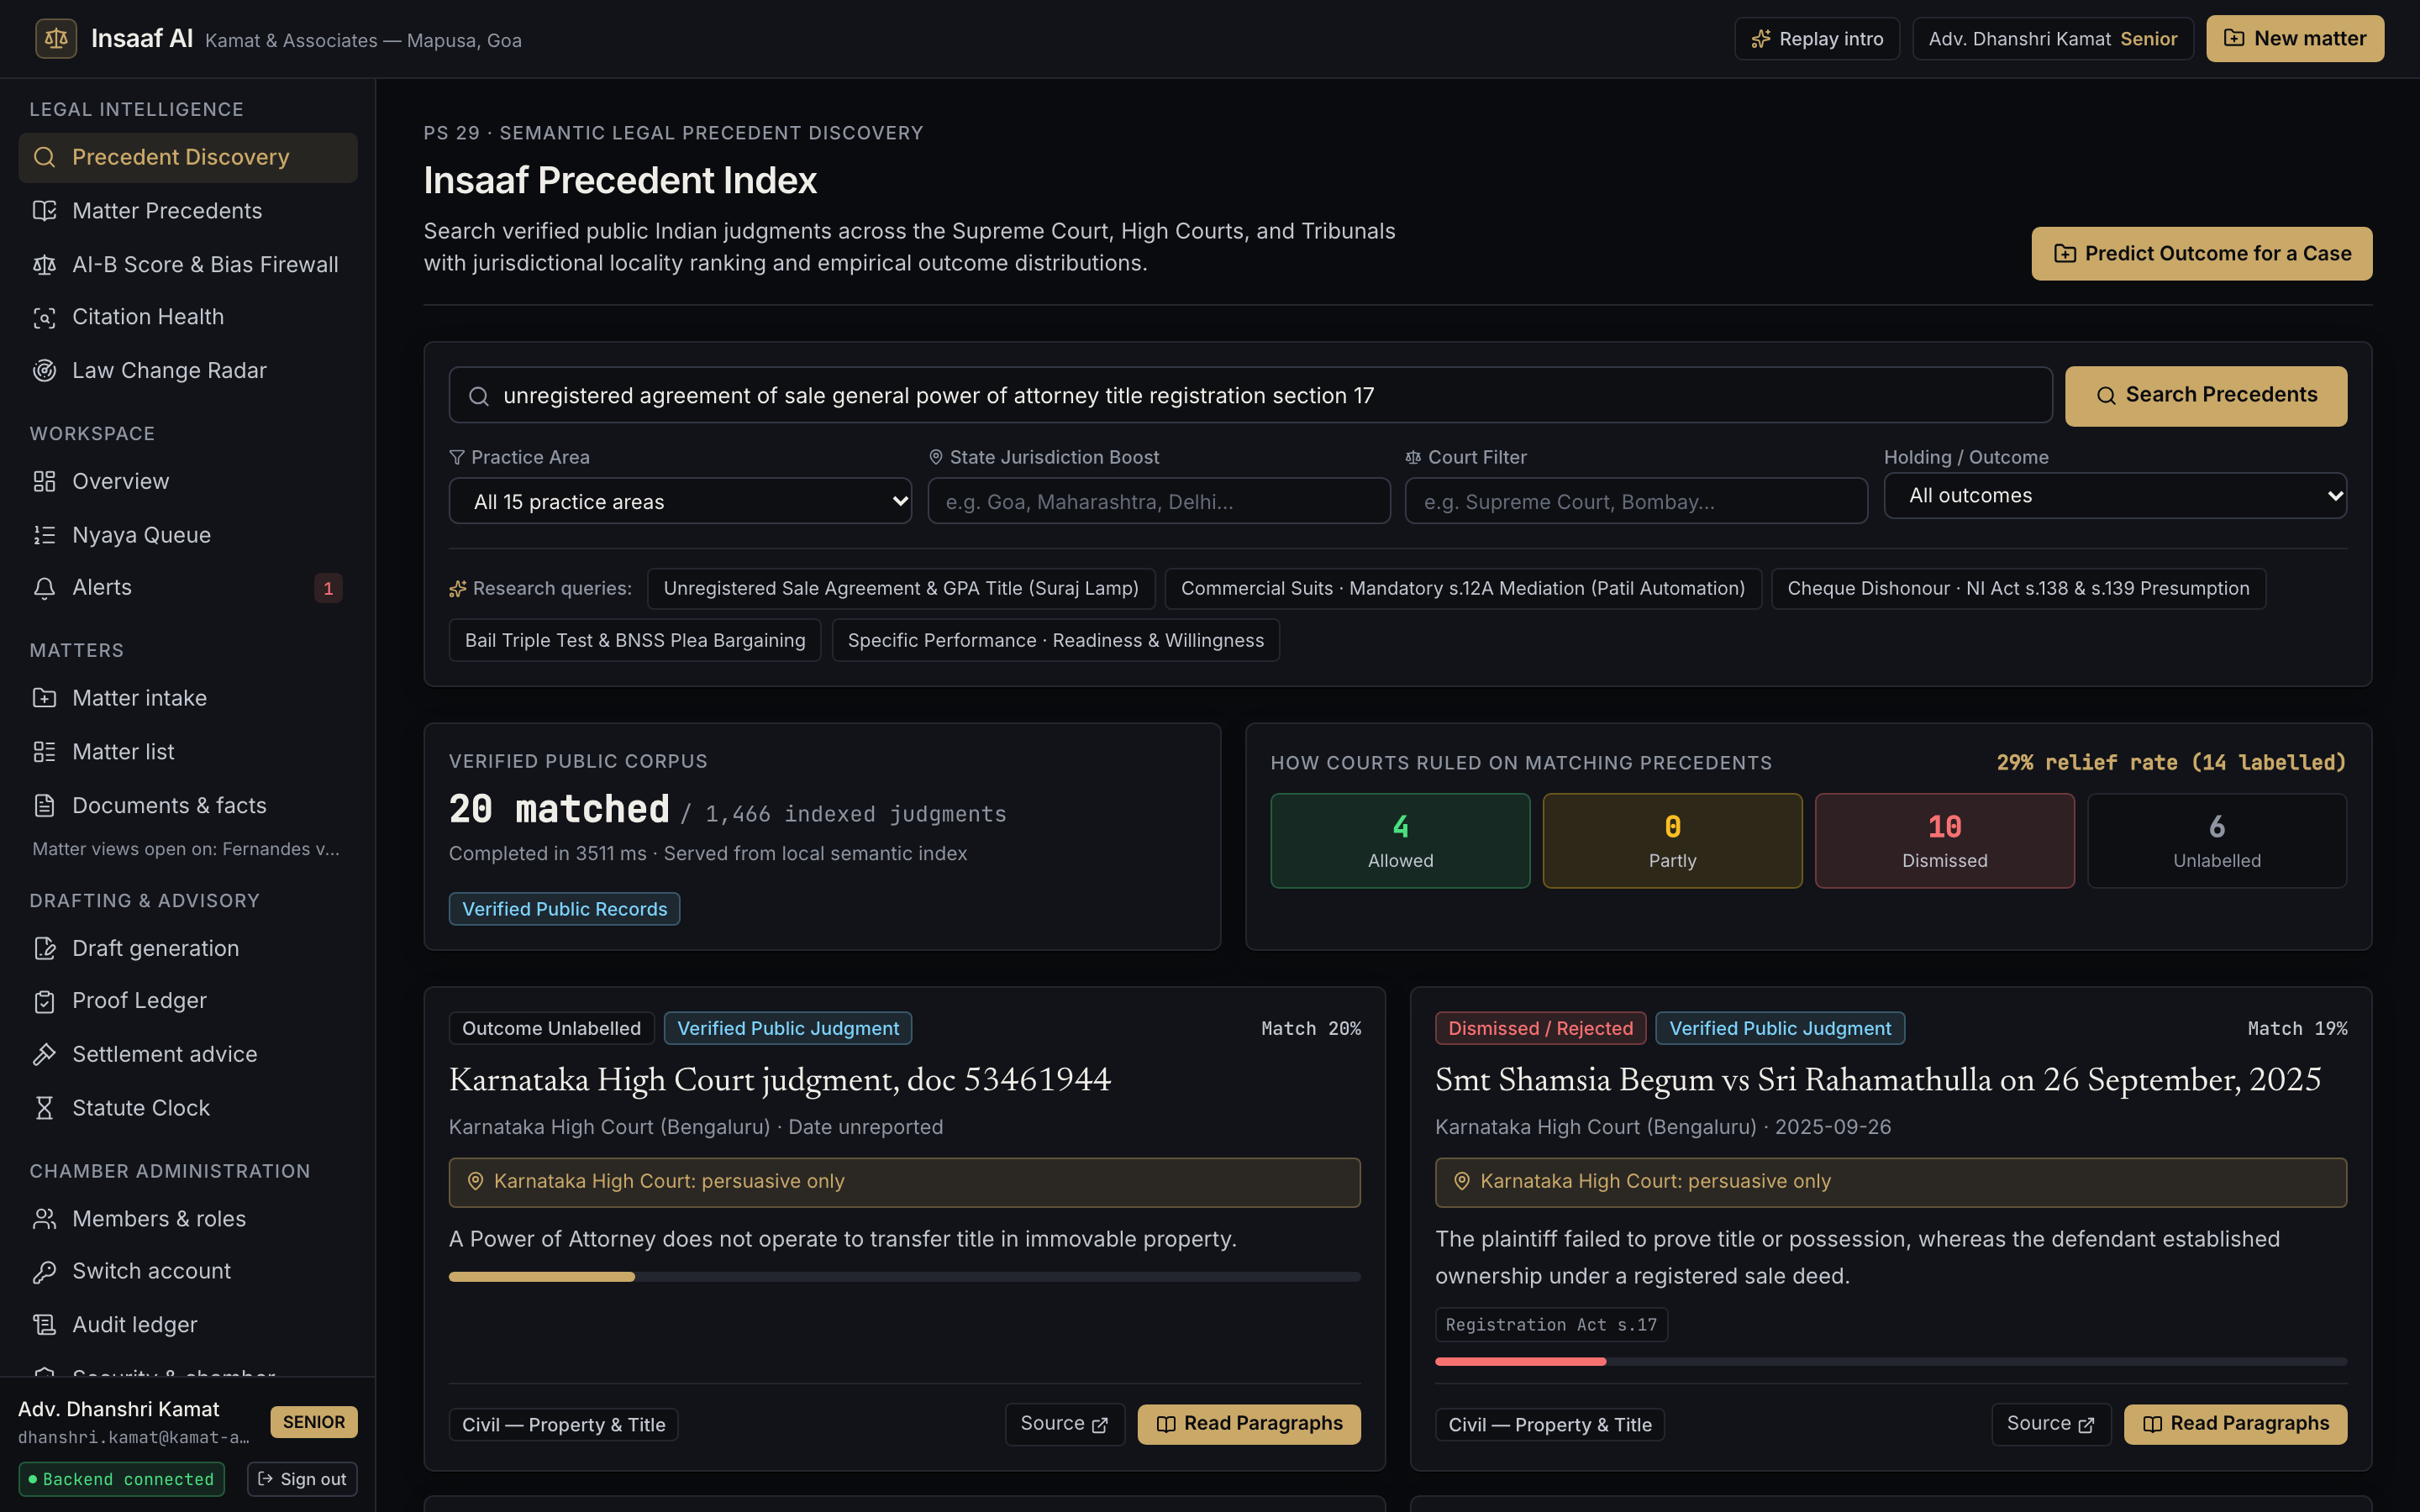 Insaaf AI Kamat & Associates — Mapusa, Goa
Replay intro
Adv. Dhanshri Kamat Senior
New matter
LEGAL INTELLIGENCE
Precedent Discovery
Matter Precedents
AI-B Score & Bias Firewall
Citation Health
Law Change Radar
WORKSPACE
Overview
Nyaya Queue
Alerts 1
MATTERS
Matter intake
Matter list
Documents & facts
Matter views open on: Fernandes v...
DRAFTING & ADVISORY
Draft generation
Proof Ledger
Settlement advice
Statute Clock
CHAMBER ADMINISTRATION
Members & roles
Switch account
Audit ledger
Adv. Dhanshri Kamat
dhanshri.kamat@kamat-a…
SENIOR
Backend connected
Sign out
PS 29 · SEMANTIC LEGAL PRECEDENT DISCOVERY
Insaaf Precedent Index
Search verified public Indian judgments across the Supreme Court, High Courts, and Tribunals
with jurisdictional locality ranking and empirical outcome distributions.
Predict Outcome for a Case
unregistered agreement of sale general power of attorney title registration section 17
Search Precedents
Practice Area
All 15 practice areas
State Jurisdiction Boost
e.g. Goa, Maharashtra, Delhi...
Court Filter
e.g. Supreme Court, Bombay...
Holding / Outcome
All outcomes
Research queries:
Unregistered Sale Agreement & GPA Title (Suraj Lamp)
Commercial Suits · Mandatory s.12A Mediation (Patil Automation)
Cheque Dishonour · NI Act s.138 & s.139 Presumption
Bail Triple Test & BNSS Plea Bargaining
Specific Performance · Readiness & Willingness
VERIFIED PUBLIC CORPUS
20 matched / 1,466 indexed judgments
Completed in 3511 ms · Served from local semantic index
Verified Public Records
HOW COURTS RULED ON MATCHING PRECEDENTS
29% relief rate (14 labelled)
4
Allowed
0
Partly
10
Dismissed
6
Unlabelled
Outcome Unlabelled
Verified Public Judgment
Match 20%
Karnataka High Court judgment, doc 53461944
Karnataka High Court (Bengaluru) · Date unreported
Karnataka High Court: persuasive only
A Power of Attorney does not operate to transfer title in immovable property.
Civil — Property & Title
Source
Read Paragraphs
Dismissed / Rejected
Verified Public Judgment
Match 19%
Smt Shamsia Begum vs Sri Rahamathulla on 26 September, 2025
Karnataka High Court (Bengaluru) · 2025-09-26
Karnataka High Court: persuasive only
The plaintiff failed to prove title or possession, whereas the defendant established
ownership under a registered sale deed.
Registration Act s.17
Civil — Property & Title
Source
Read Paragraphs